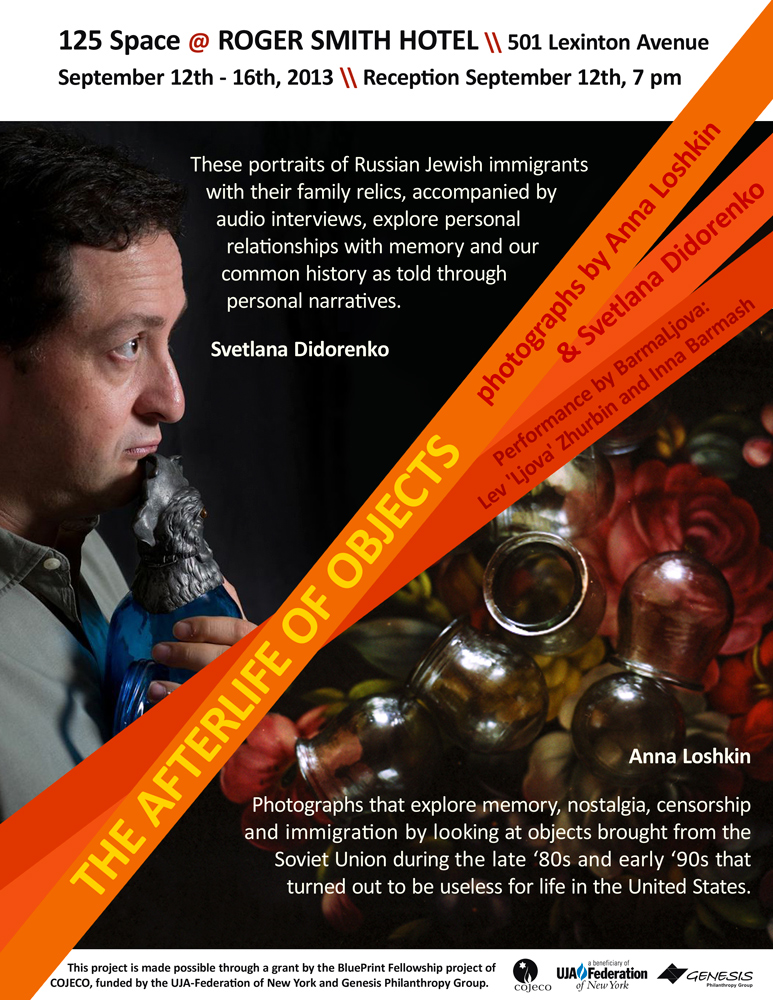 125 Space @ ROGER SMITH HOTEL \\ 501 Lexinton Avenue
September 12th - 16th, 2013 \\ Reception September 12th, 7 pm
These portraits of Russian Jewish immigrants
with their family relics, accompanied by
audio interviews, explore personal
relationships with memory and our
common history as told through
personal narratives.
Svetlana Didorenko
photographs by Anna Loshkin
& Svetlana Didorenko
Performance by BarmaLjova:
Lev 'Ljova' Zhurbin and Inna Barmash
THE AFTERLIFE OF OBJECTS
Anna Loshkin
Photographs that explore memory, nostalgia, censorship
and immigration by looking at objects brought from the
Soviet Union during the late ‘80s and early ‘90s that
turned out to be useless for life in the United States.
This project is made possible through a grant by the BluePrint Fellowship project of
COJECO, funded by the UJA-Federation of New York and Genesis Philanthropy Group.
cojeco
a beneficiary of
UJA Federation
of New York
GENESIS
Philanthropy Group